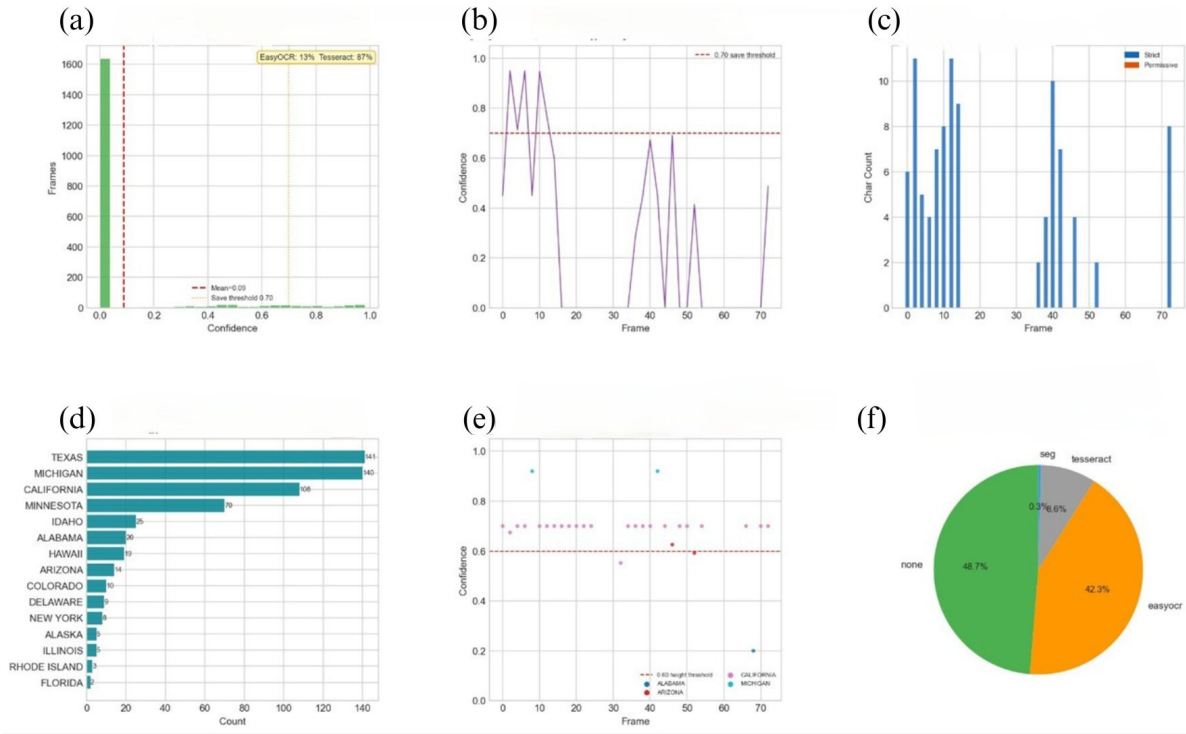 (a)
EasyOCR: 13% Tesseract: 87%
Frames
1600
1400
1200
1000
800
600
400
200
0
Mean=0.09
Save threshold 0.70
0.0 0.2 0.4 0.6 0.8 1.0
Confidence
(b)
0.70 save threshold
Confidence
1.0
0.8
0.6
0.4
0.2
0.0
0 10 20 30 40 50 60 70
Frame
(c)
Strict
Permissive
Char Count
10
8
6
4
2
0
0 10 20 30 40 50 60 70
Frame
(d)
TEXAS 141
MICHIGAN 140
CALIFORNIA 108
MINNESOTA 70
IDAHO 25
ALABAMA 20
HAWAII 19
ARIZONA 14
COLORADO 10
DELAWARE 9
NEW YORK 8
ALASKA 5
ILLINOIS 5
RHODE ISLAND 3
FLORIDA 2
0 20 40 60 80 100 120 140
Count
(e)
Confidence
1.0
0.8
0.6
0.4
0.2
0.0
0.60 height threshold
ALABAMA
ARIZONA
CALIFORNIA
MICHIGAN
0 10 20 30 40 50 60 70
Frame
(f)
seg
tesseract
0.3%
8.6%
none
48.7%
42.3%
easyocr